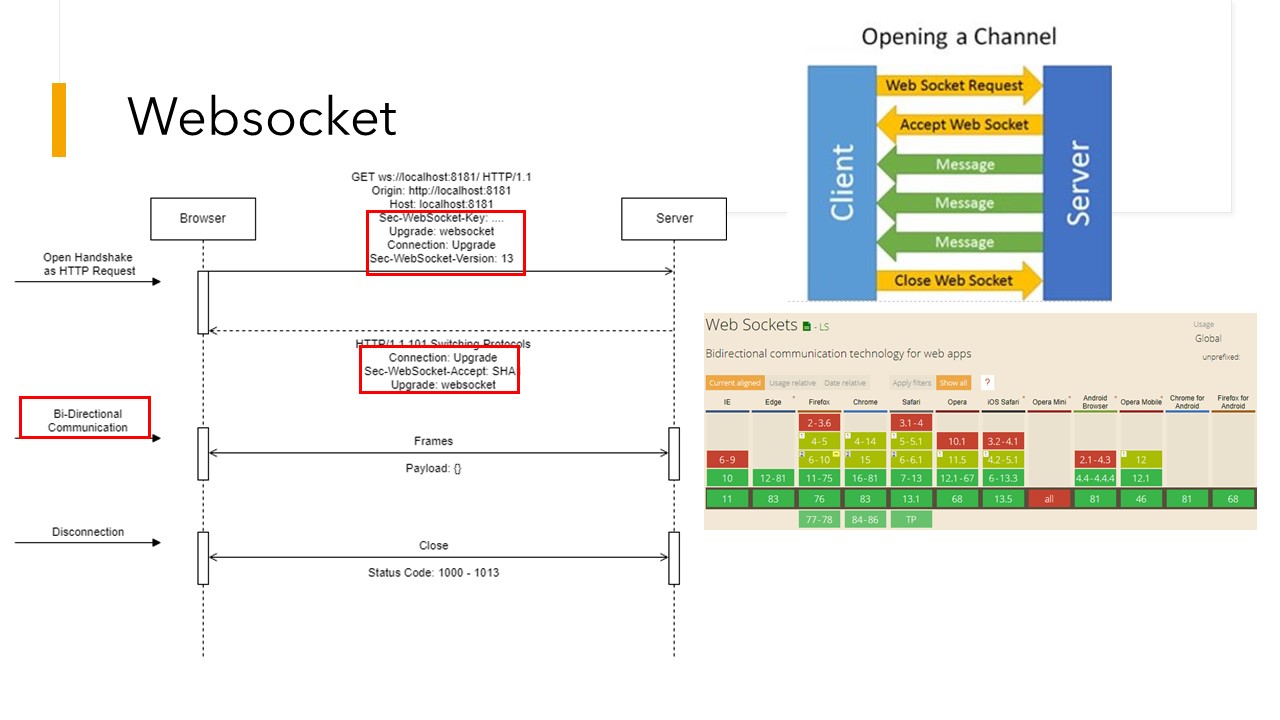 Websocket
GET ws://localhost:8181/ HTTP/1.1
Origin: http://localhost:8181
Host: localhost:8181
Sec-WebSocket-Key: ....
Upgrade: websocket
Connection: Upgrade
Sec-WebSocket-Version: 13
Browser
Server
Open Handshake
as HTTP Request
HTTP/1.1 101 Switching Protocols
Connection: Upgrade
Sec-WebSocket-Accept: SHA
Upgrade: websocket
Bi-Directional
Communication
Frames
Payload: {}
Disconnection
Close
Status Code: 1000 - 1013
Opening a Channel
Client
Server
Web Socket Request
Accept Web Socket
Message
Message
Message
Close Web Socket
Web Sockets - LS
Usage
Global
unprefixed:
Bidirectional communication technology for web apps
Current aligned Usage relative Date relative Apply filters Show all ?
IE Edge Firefox Chrome Safari Opera iOS Safari Opera Mini Android Browser Opera Mobile Chrome for Android Firefox for Android
2-3.6 3.1-4
4-5 4-14 5-5.1 10.1 3.2-4.1
6-9 6-10 15 6-6.1 11.5 4.2-5.1 2.1-4.3 12
10 12-81 11-75 16-81 7-13 12.1-67 6-13.3 4.4-4.4.4 12.1
11 83 76 83 13.1 68 13.5 all 81 46 81 68
77-78 84-86 TP